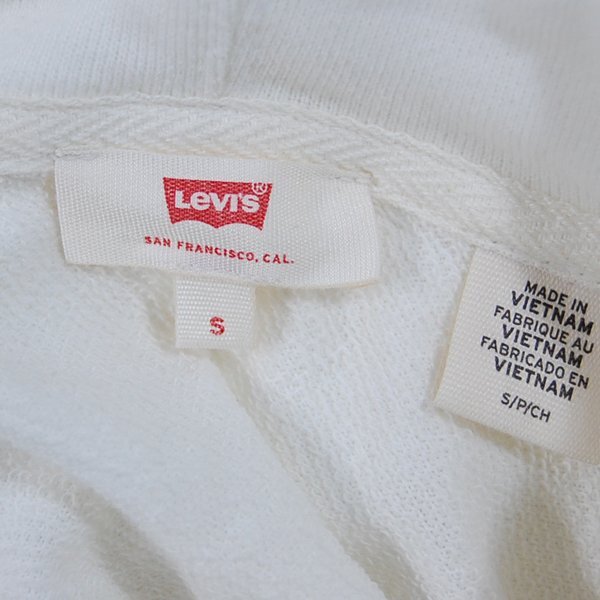 LEVI'S®
SAN FRANCISCO, CAL.
S
MADE IN
VIETNAM
FABRIQUE AU
VIETNAM
FABRICADO EN
VIETNAM
S/P/CH